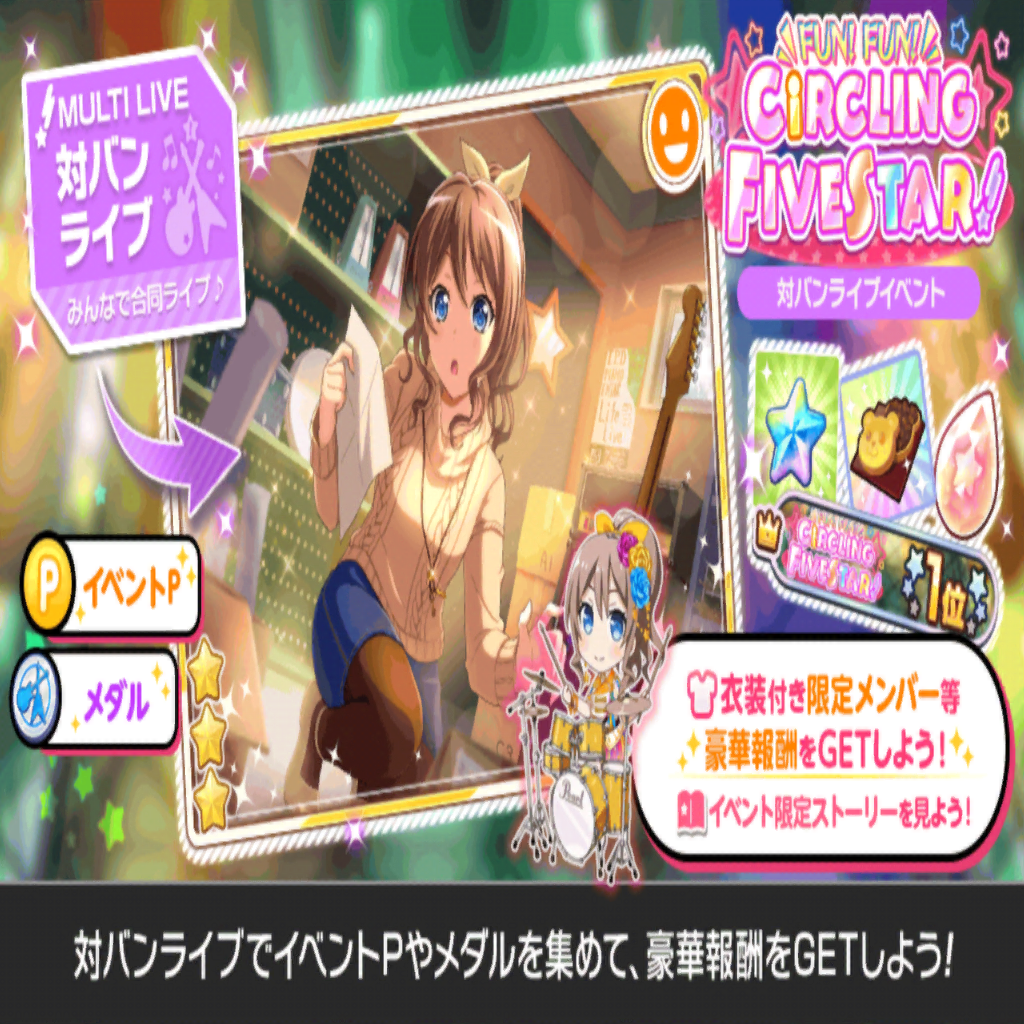 MULTI LIVE
対バン
ライブ
みんなで合同ライブ♪
FUN! FUN!
CiRCLING
FIVESTAR!
対バンライブイベント
CiRCLING
FIVESTAR!
1位
P
イベントP
メダル
Pearl
衣装付き限定メンバー等
豪華報酬をGETしよう!
イベント限定ストーリーを見よう!
対バンライブでイベントPやメダルを集めて、豪華報酬をGETしよう!